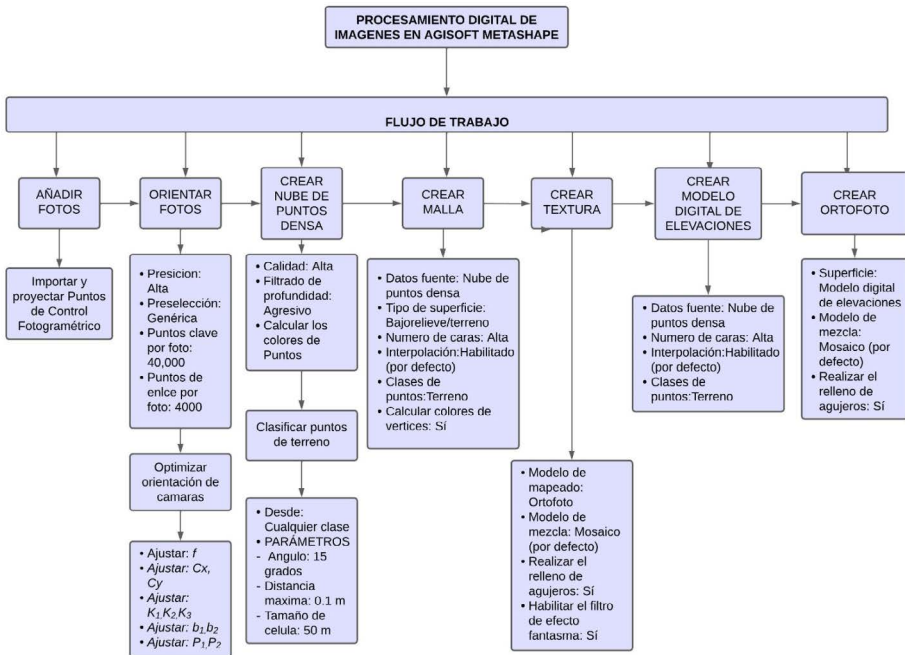 PROCESAMIENTO DIGITAL DE
IMAGENES EN AGISOFT METASHAPE
FLUJO DE TRABAJO
AÑADIR
FOTOS
ORIENTAR
FOTOS
CREAR
NUBE DE
PUNTOS
DENSA
CREAR
MALLA
CREAR
TEXTURA
CREAR
MODELO
DIGITAL DE
ELEVACIONES
CREAR
ORTOFOTO
Importar y
proyectar Puntos
de Control
Fotogramétrico
• Presicion:
Alta
• Preselección:
Genérica
• Puntos clave
por foto:
40,000
• Puntos de
enlce por
foto: 4000
Optimizar
orientación de
camaras
• Ajustar: f
• Ajustar: Cx,
Cy
• Ajustar:
K1,K2,K3
• Ajustar: b1,b2
• Ajustar: P1,P2
• Calidad: Alta
• Filtrado de
profundidad:
Agresivo
• Calcular los
colores de
Puntos
Clasificar puntos
de terreno
• Desde:
Cualquier clase
• PARÁMETROS
- Angulo: 15
grados
- Distancia
maxima: 0.1 m
- Tamaño de
celula: 50 m
• Datos fuente: Nube de
puntos densa
• Tipo de superficie:
Bajorelieve/terreno
• Numero de caras: Alta
• Interpolación:Habilitado
(por defecto)
• Clases de
puntos:Terreno
• Calcular colores de
vertices: Sí
• Modelo de
mapeado:
Ortofoto
• Modelo de
mezcla: Mosaico
(por defecto)
• Realizar el
relleno de
agujeros: Sí
• Habilitar el filtro
de efecto
fantasma: Sí
• Datos fuente: Nube de
puntos densa
• Numero de caras: Alta
• Interpolación:Habilitado
(por defecto)
• Clases de
puntos:Terreno
• Superficie:
Modelo digital
de elevaciones
• Modelo de
mezcla:
Mosaico (por
defecto)
• Realizar el
relleno de
agujeros: Sí